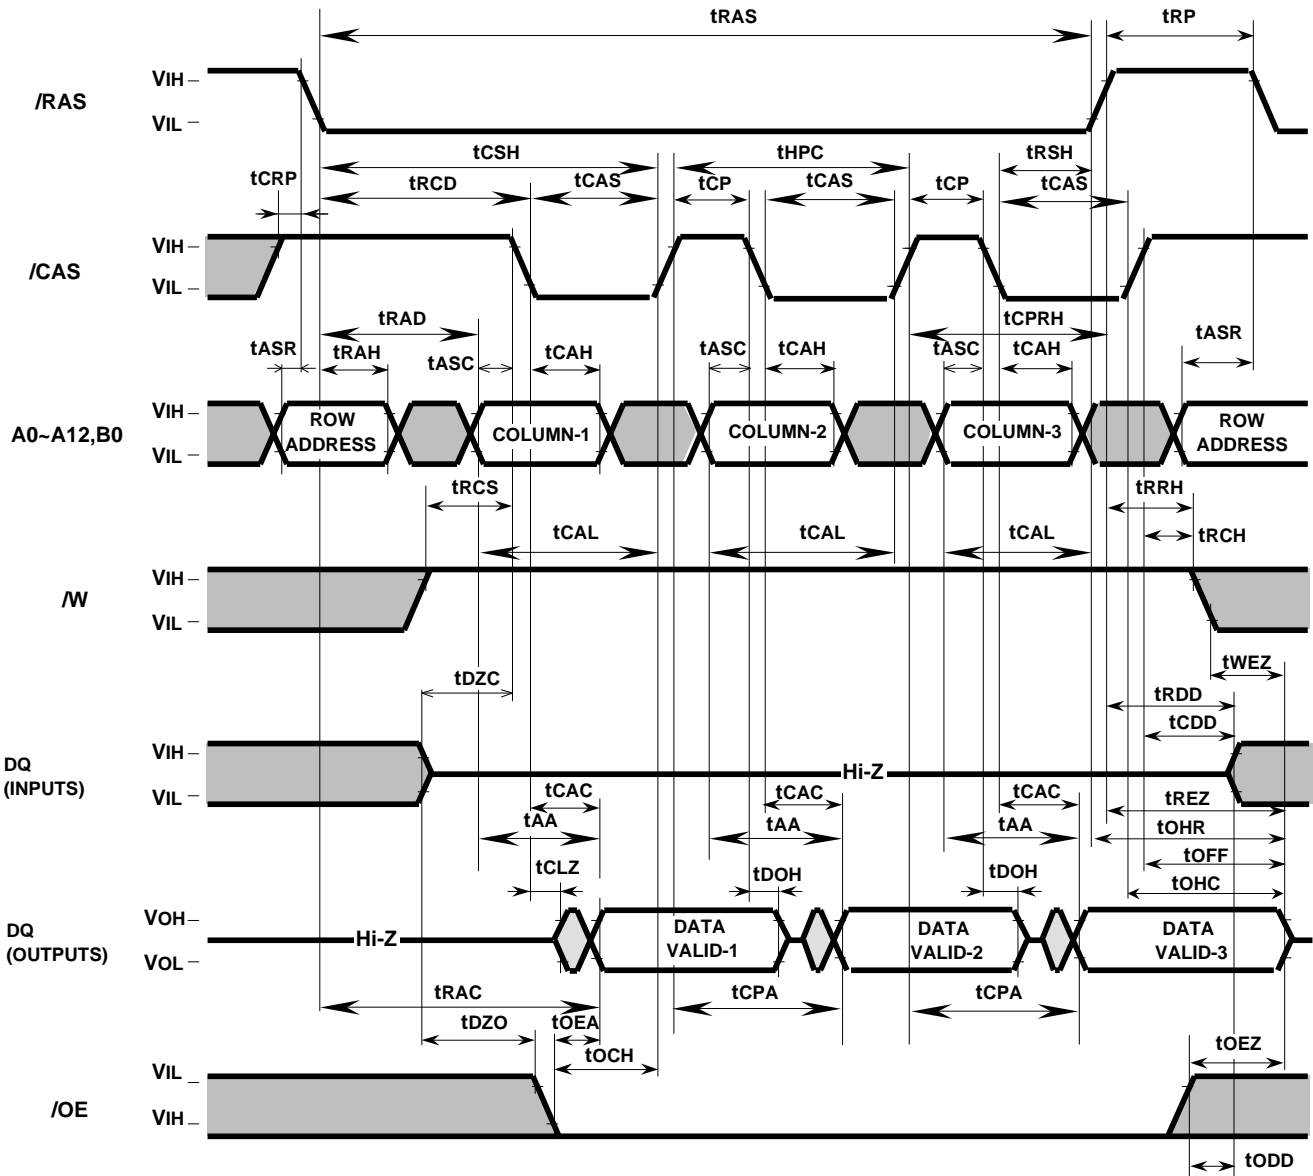 tRAS
tRP
VIH
/RAS
VIL
tCSH
tHPC
tRSH
tCRP
tRCD
tCAS
tCP
tCAS
tCP
tCAS
VIH
/CAS
VIL
tRAD
tCPRH
tASR
tRAH
tASC
tCAH
tASC
tCAH
tASC
tCAH
tASR
VIH
A0~A12,B0
VIL
ROW
ADDRESS
COLUMN-1
COLUMN-2
COLUMN-3
ROW
ADDRESS
tRCS
tRRH
tCAL
tCAL
tCAL
tRCH
VIH
/W
VIL
tWEZ
tDZC
tRDD
tCDD
VIH
DQ
(INPUTS)
VIL
Hi-Z
tCAC
tCAC
tCAC
tREZ
tAA
tAA
tAA
tOHR
tCLZ
tDOH
tDOH
tOFF
tOHC
VOH
DQ
(OUTPUTS)
VOL
Hi-Z
DATA
VALID-1
DATA
VALID-2
DATA
VALID-3
tRAC
tCPA
tCPA
tDZO
tOEA
tOCH
tOEZ
VIL
/OE
VIH
tODD